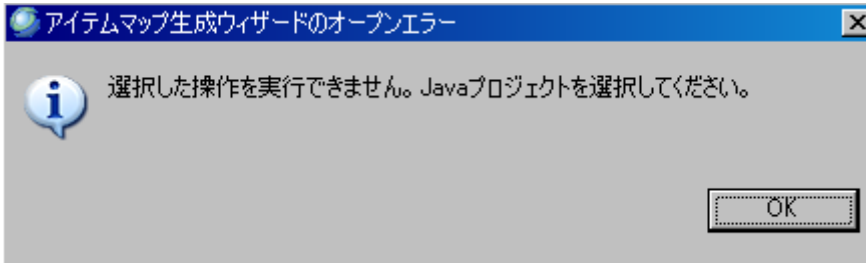 アイテムマップ生成ウィザードのオープンエラー
選択した操作を実行できません。Javaプロジェクトを選択してください。
OK